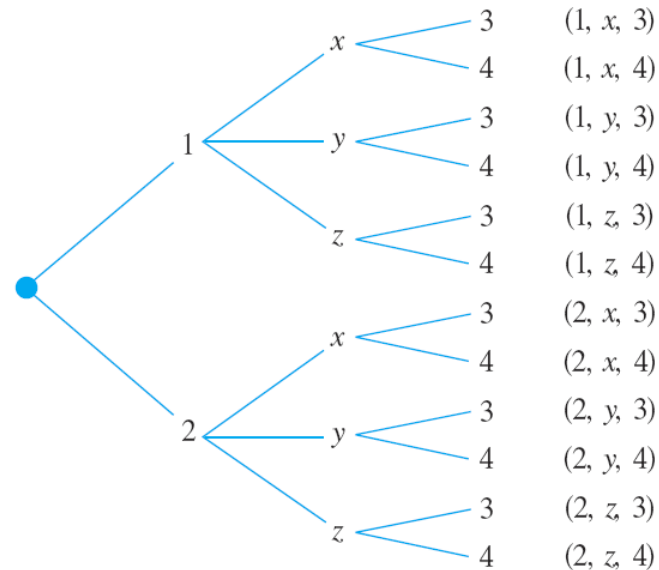 3 (1, x, 3)
x
4 (1, x, 4)
3 (1, y, 3)
1 y
4 (1, y, 4)
3 (1, z, 3)
z
4 (1, z, 4)
3 (2, x, 3)
x
4 (2, x, 4)
3 (2, y, 3)
2 y
4 (2, y, 4)
3 (2, z, 3)
z
4 (2, z, 4)